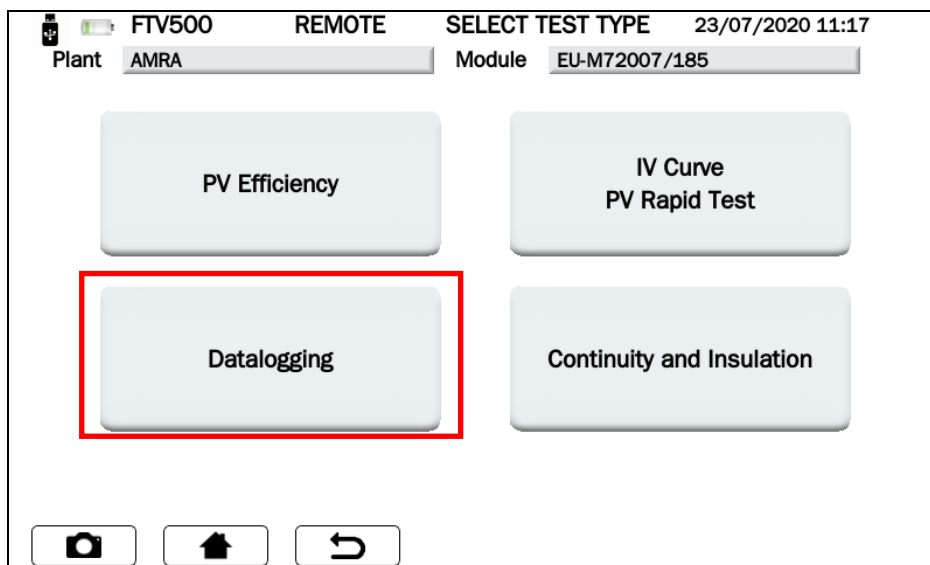 FTV500 REMOTE SELECT TEST TYPE 23/07/2020 11:17
Plant AMRA Module EU-M72007/185
PV Efficiency
IV Curve
PV Rapid Test
Datalogging
Continuity and Insulation